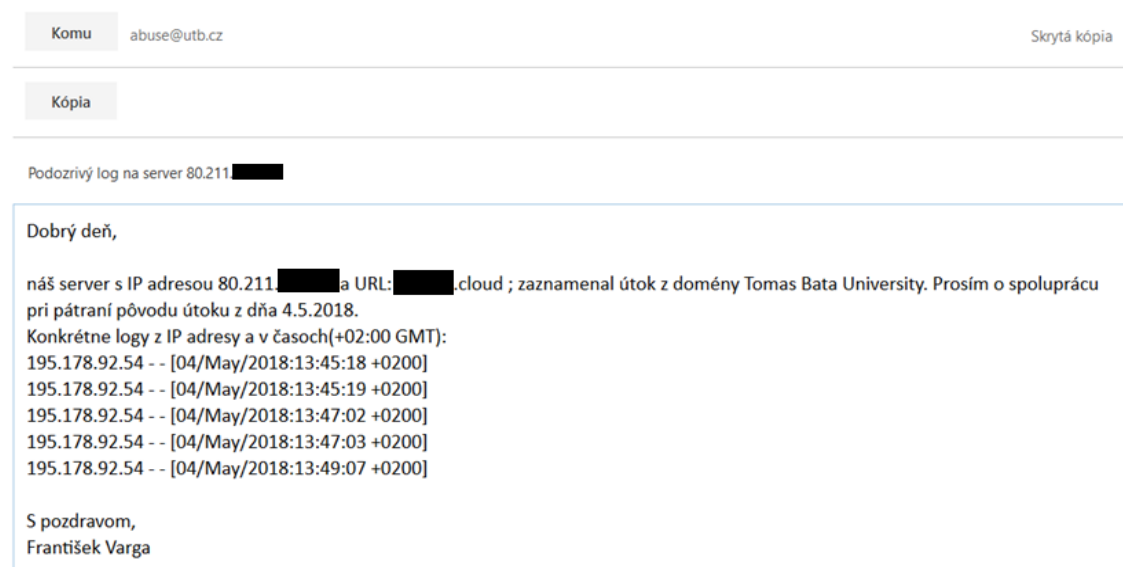 Komu abuse@utb.cz Skrytá kópia
Kópia
Podozrivý log na server 80.211.
Dobrý deň,
náš server s IP adresou 80.211. a URL: .cloud ; zaznamenal útok z domény Tomas Bata University. Prosím o spoluprácu
pri pátraní pôvodu útoku z dňa 4.5.2018.
Konkrétne logy z IP adresy a v časoch(+02:00 GMT):
195.178.92.54 - - [04/May/2018:13:45:18 +0200]
195.178.92.54 - - [04/May/2018:13:45:19 +0200]
195.178.92.54 - - [04/May/2018:13:47:02 +0200]
195.178.92.54 - - [04/May/2018:13:47:03 +0200]
195.178.92.54 - - [04/May/2018:13:49:07 +0200]
S pozdravom,
František Varga